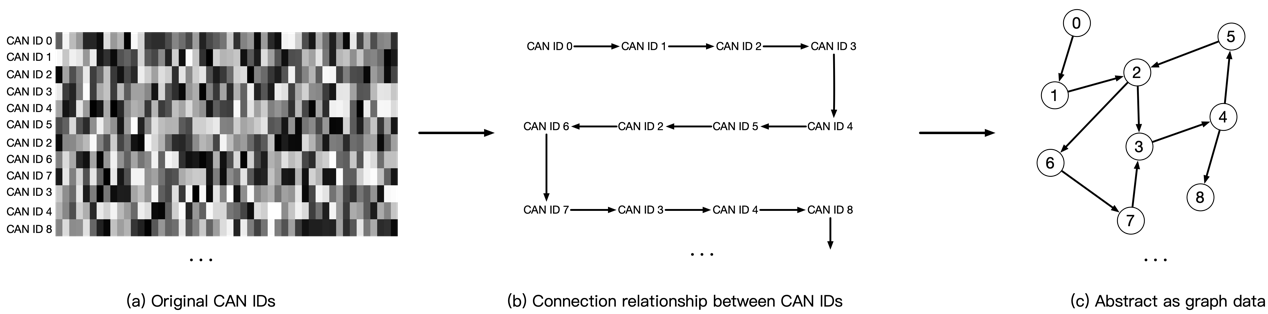 CAN ID 0
CAN ID 1
CAN ID 2
CAN ID 3
CAN ID 4
CAN ID 5
CAN ID 2
CAN ID 6
CAN ID 7
CAN ID 3
CAN ID 4
CAN ID 8
...
(a) Original CAN IDs
CAN ID 0 CAN ID 1 CAN ID 2 CAN ID 3
CAN ID 6 CAN ID 2 CAN ID 5 CAN ID 4
CAN ID 7 CAN ID 3 CAN ID 4 CAN ID 8
...
(b) Connection relationship between CAN IDs
0
5
2
1
4
3
6
8
7
...
(c) Abstract as graph data